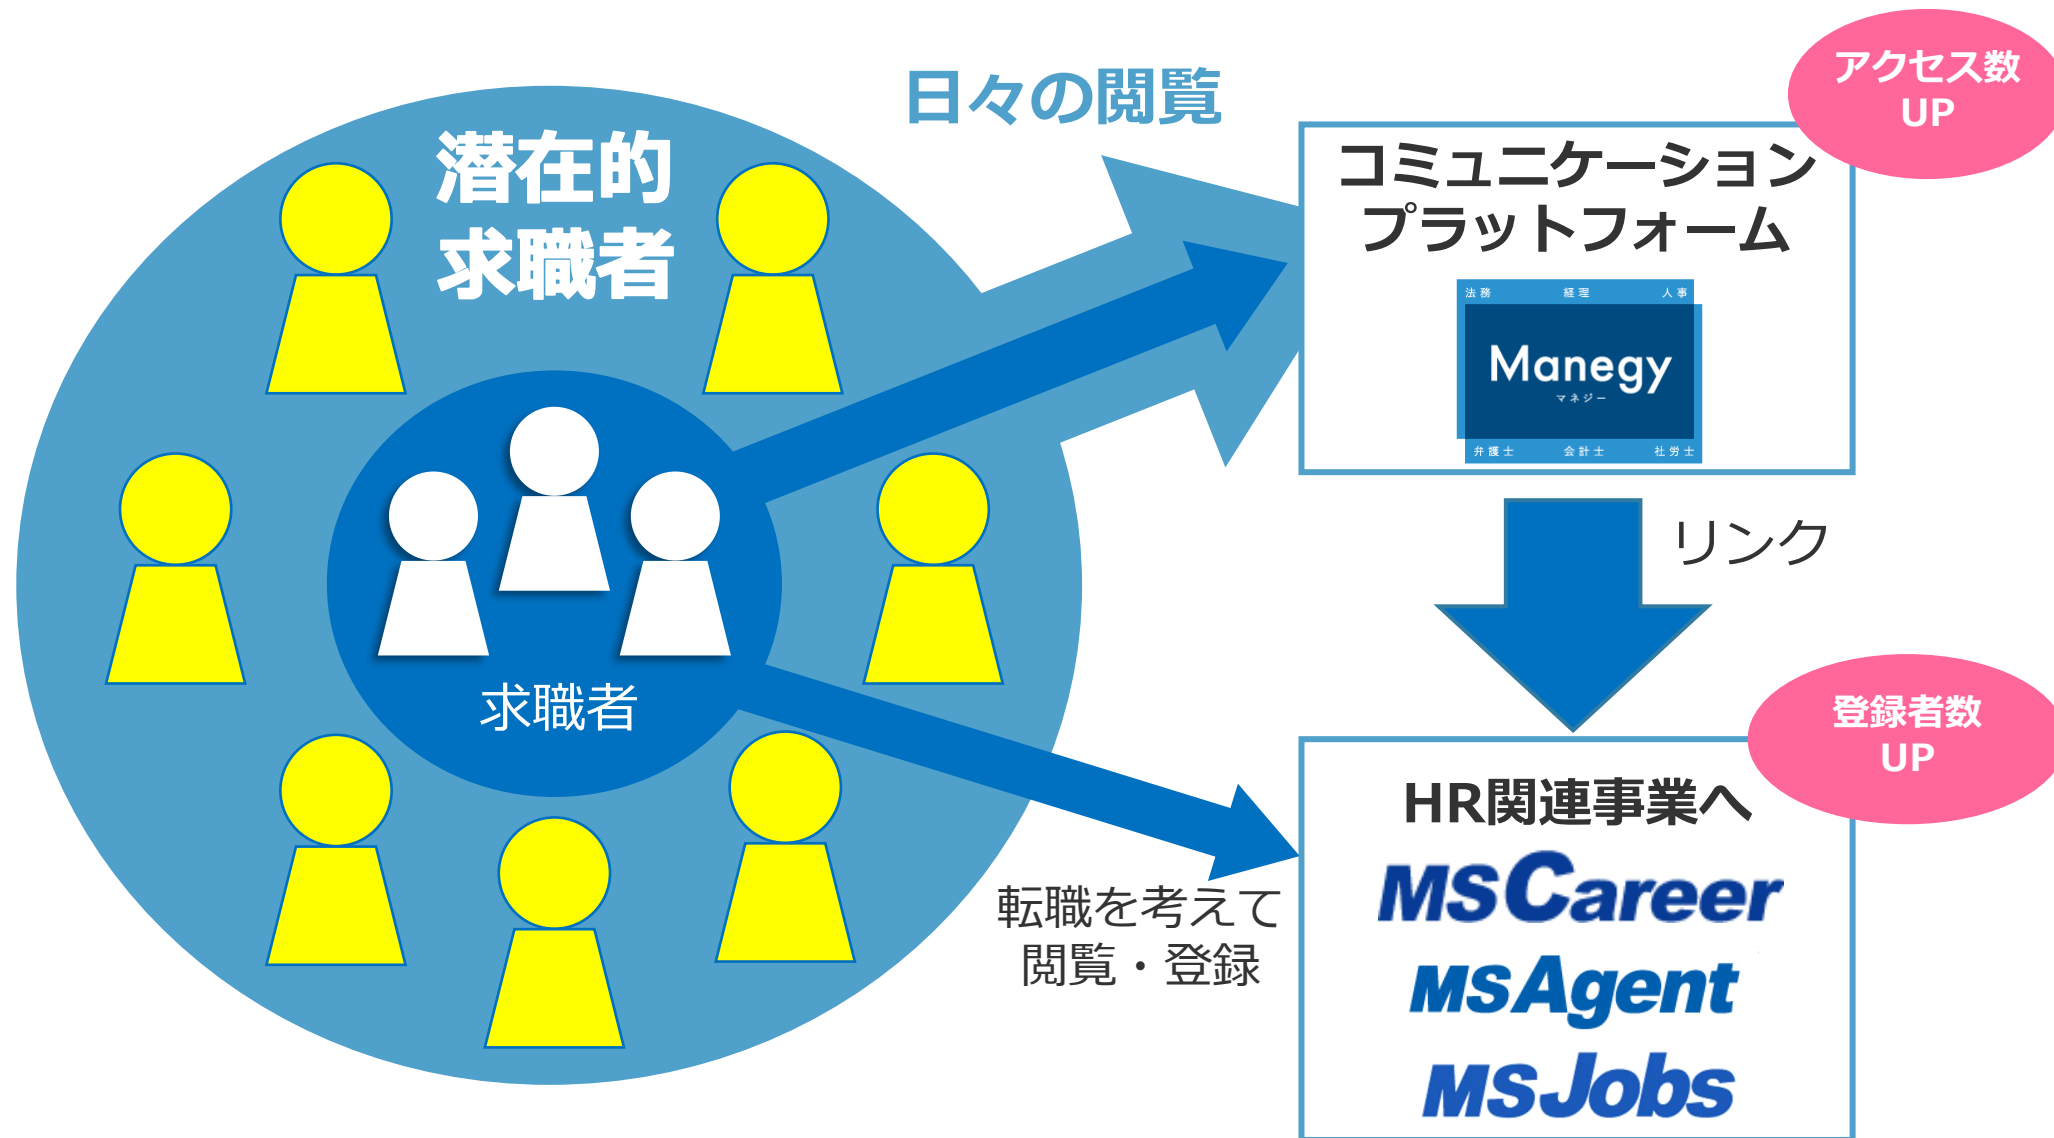 潜在的
求職者
求職者
日々の閲覧
アクセス数
UP
コミュニケーション
プラットフォーム
法務 経理 人事
Manegy
マネジー
弁護士 会計士 社労士
リンク
登録者数
UP
HR関連事業へ
MSCareer
MSAgent
MSJobs
転職を考えて
閲覧・登録